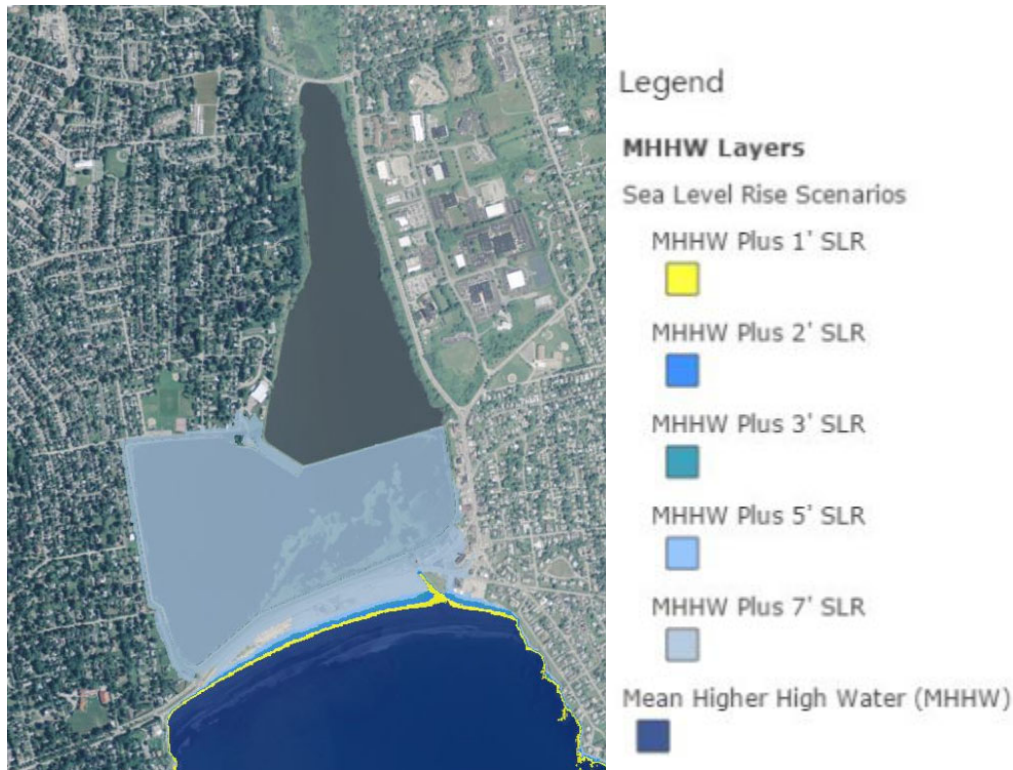 Legend
MHHW Layers
Sea Level Rise Scenarios
MHHW Plus 1' SLR
MHHW Plus 2' SLR
MHHW Plus 3' SLR
MHHW Plus 5' SLR
MHHW Plus 7' SLR
Mean Higher High Water (MHHW)